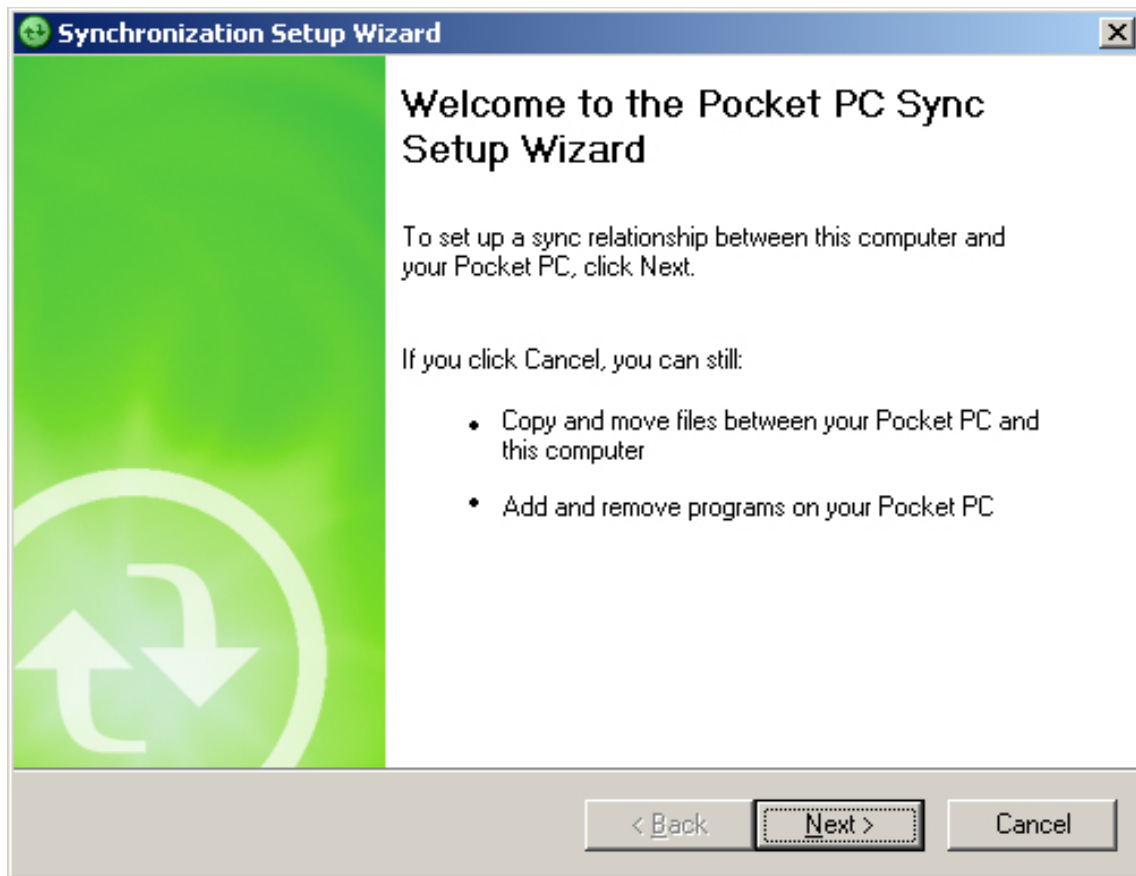 Synchronization Setup Wizard
Welcome to the Pocket PC Sync
Setup Wizard
To set up a sync relationship between this computer and
your Pocket PC, click Next.
If you click Cancel, you can still:
• Copy and move files between your Pocket PC and
this computer
• Add and remove programs on your Pocket PC
< Back Next > Cancel